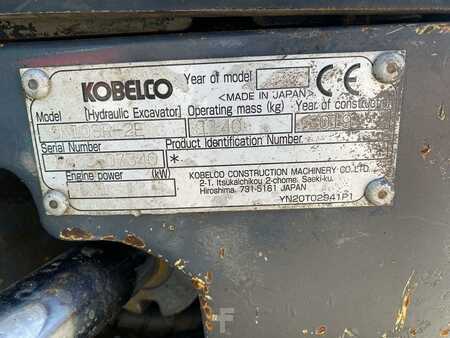 KOBELCO
Year of model
<MADE IN JAPAN>
CE
Model [Hydraulic Excavator] Operating mass (kg) Year of construction
Serial Number Product Identification Number
*
Engine power (kW)
KOBELCO CONSTRUCTION MACHINERY CO.,LTD.
2-1, Itsukaichikou 2-chome. Saeki-ku.
Hiroshima. 731-5161 JAPAN
YN20T02941P1